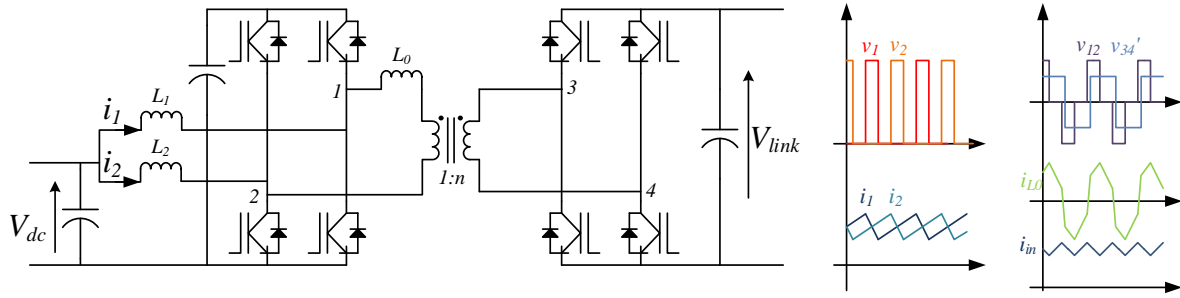 L1
i1
L2
i2
Vdc
1
2
L0
1:n
3
4
Vlink
v1 v2
i1 i2
v12 v34'
iL0
iin